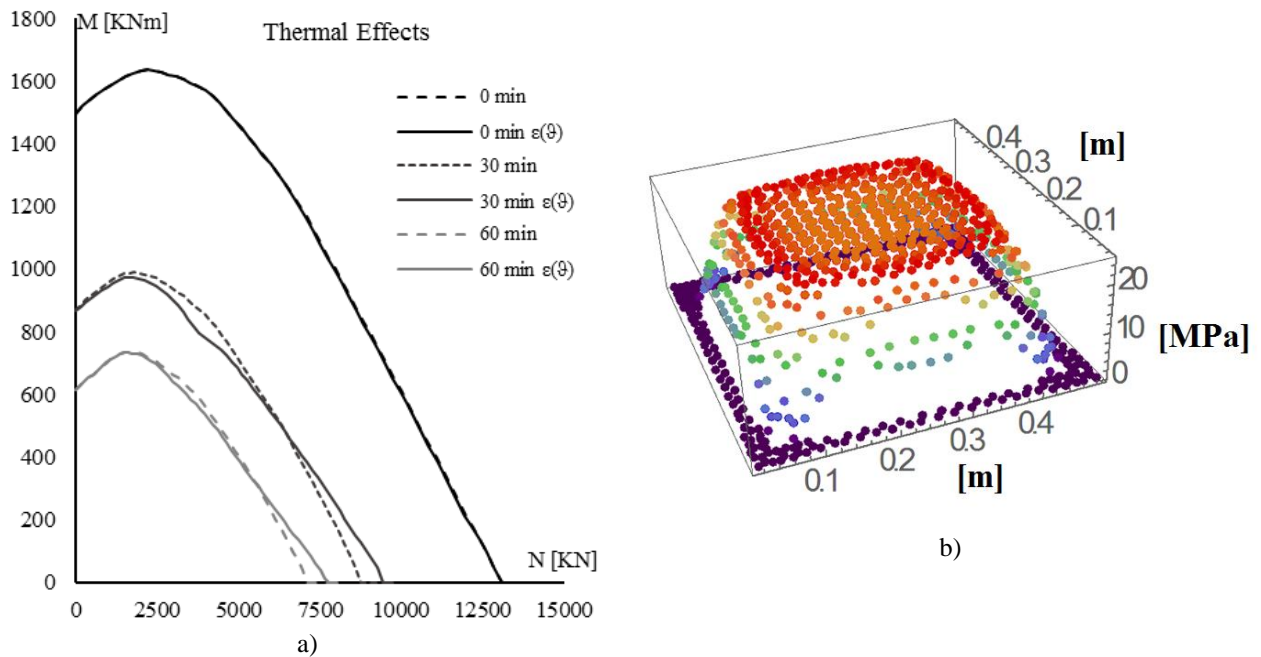 1800
M [KNm]
Thermal Effects
1600
1400
1200
1000
800
600
400
200
0
0 min
0 min ε(ϑ)
30 min
30 min ε(ϑ)
60 min
60 min ε(ϑ)
N [KN]
0 2500 5000 7500 10000 12500 15000
a)
0.4
0.3
0.2
0.1
[m]
20
10
0
[MPa]
0.1 0.2 0.3 0.4
[m]
b)